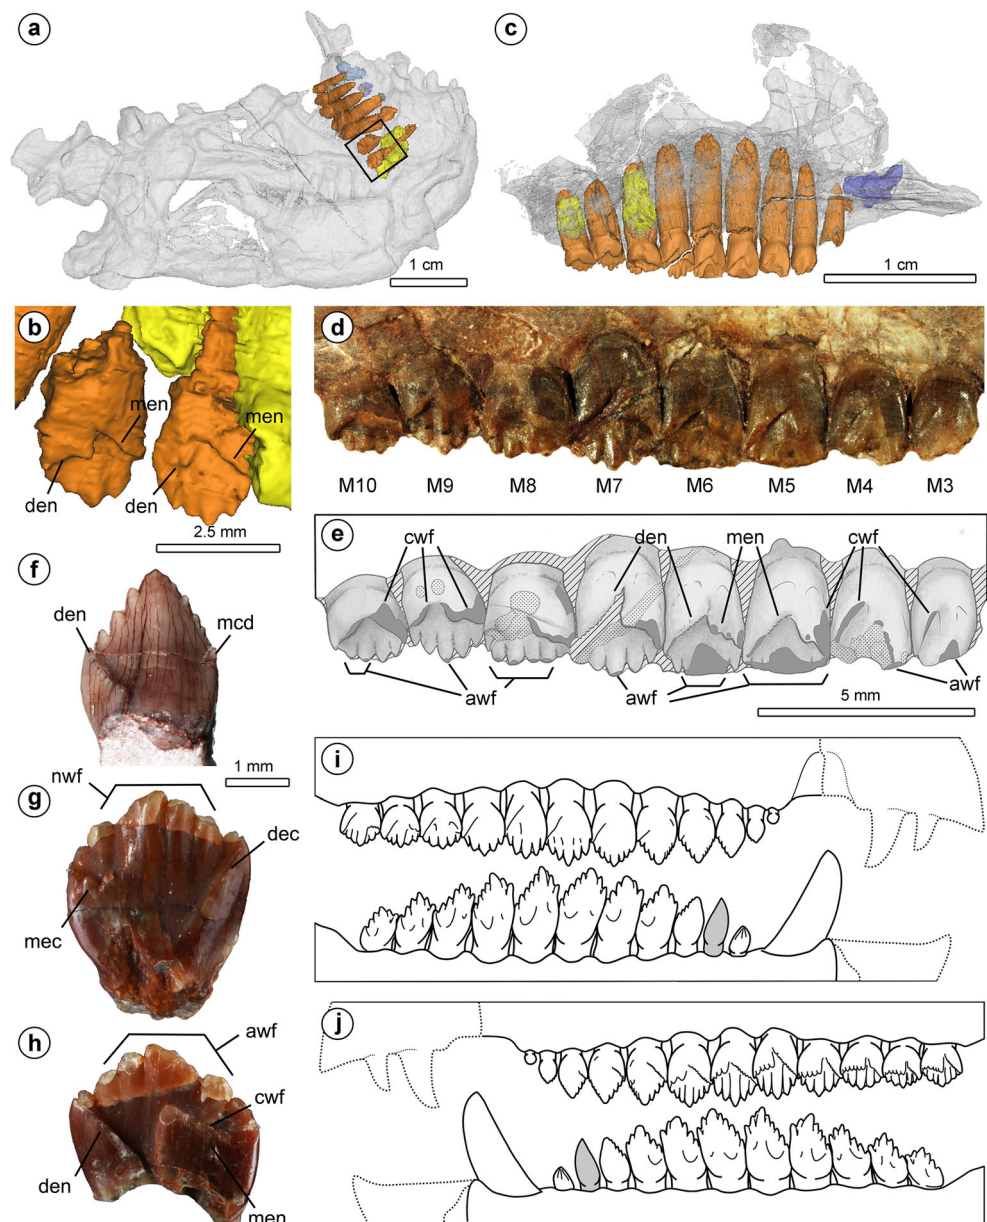 a
c
1 cm
1 cm
b
men
men
den
den
2.5 mm
d
M10 M9 M8 M7 M6 M5 M4 M3
e
cwf den men cwf
awf awf awf
5 mm
f
den
mcd
1 mm
g
nwf
dec
mec
h
awf
cwf
den
men
i
j